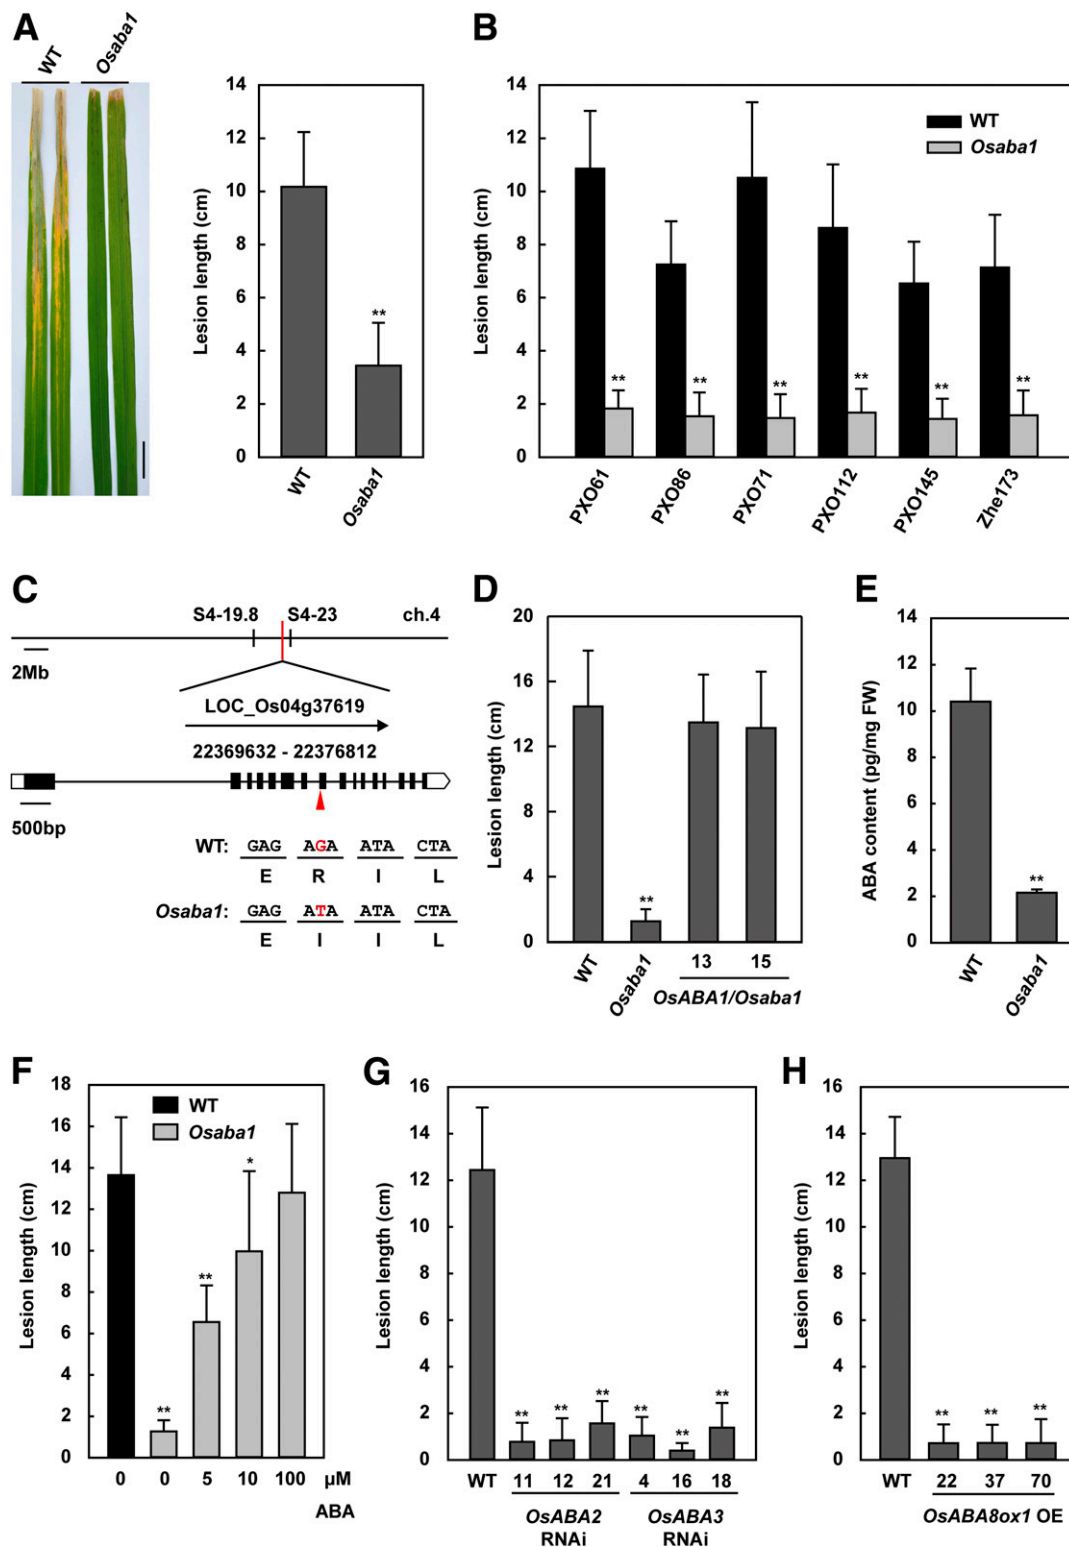 A
WT
Osaba1
Lesion length (cm)
14
12
10
8
6
4
2
0
**
WT
Osaba1
B
Lesion length (cm)
14
12
10
8
6
4
2
0
WT
Osaba1
** ** ** ** ** **
PXO61 PXO86 PXO71 PXO112 PXO145 Zhe173
C
S4-19.8 S4-23 ch.4
2Mb
LOC_Os04g37619
22369632 - 22376812
500bp
WT: GAG AGA ATA CTA
E R I L
Osaba1: GAG ATA ATA CTA
E I I L
D
Lesion length (cm)
20
16
12
8
4
0
**
WT Osaba1 13 15
OsABA1/Osaba1
E
ABA content (pg/mg FW)
14
12
10
8
6
4
2
0
**
WT
Osaba1
F
Lesion length (cm)
18
16
14
12
10
8
6
4
2
0
WT
Osaba1
** ** *
0 0 5 10 100 μM
ABA
G
Lesion length (cm)
16
14
12
10
8
6
4
2
0
** ** ** ** ** **
WT 11 12 21 4 16 18
OsABA2 OsABA3
RNAi RNAi
H
Lesion length (cm)
16
14
12
10
8
6
4
2
0
** ** **
WT 22 37 70
OsABA8ox1 OE